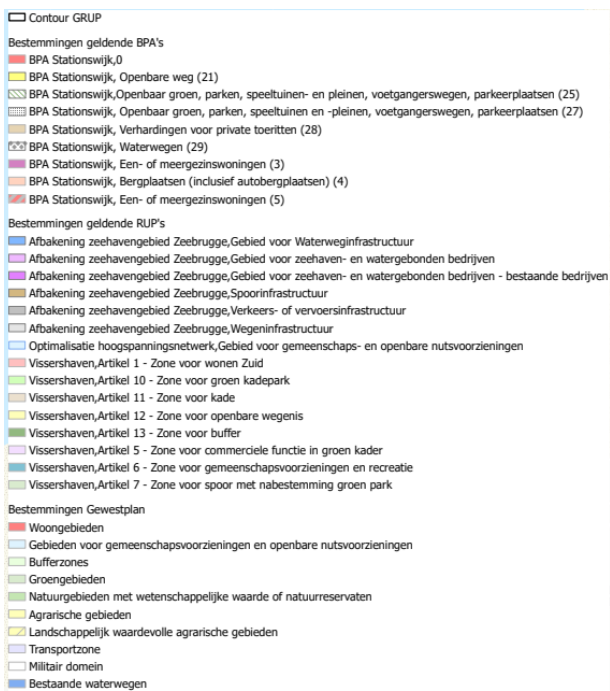 Contour GRUP
Bestemmingen geldende BPA's
BPA Stationswijk,0
BPA Stationswijk, Openbare weg (21)
BPA Stationswijk,Openbaar groen, parken, speeltuinen- en pleinen, voetgangerswegen, parkeerplaatsen (25)
BPA Stationswijk, Openbaar groen, parken, speeltuinen en -pleinen, voetgangerswegen, parkeerplaatsen (27)
BPA Stationswijk, Verhardingen voor private toeritten (28)
BPA Stationswijk, Waterwegen (29)
BPA Stationswijk, Een- of meergezinswoningen (3)
BPA Stationswijk, Bergplaatsen (inclusief autobergplaatsen) (4)
BPA Stationswijk, Een- of meergezinswoningen (5)
Bestemmingen geldende RUP's
Afbakening zeehavengebied Zeebrugge,Gebied voor Waterweginfrastructuur
Afbakening zeehavengebied Zeebrugge,Gebied voor zeehaven- en watergebonden bedrijven
Afbakening zeehavengebied Zeebrugge,Gebied voor zeehaven- en watergebonden bedrijven - bestaande bedrijven
Afbakening zeehavengebied Zeebrugge,Spoorinfrastructuur
Afbakening zeehavengebied Zeebrugge,Verkeers- of vervoersinfrastructuur
Afbakening zeehavengebied Zeebrugge,Wegeninfrastructuur
Optimalisatie hoogspanningsnetwerk,Gebied voor gemeenschaps- en openbare nutsvoorzieningen
Vissershaven,Artikel 1 - Zone voor wonen Zuid
Vissershaven,Artikel 10 - Zone voor groen kadepark
Vissershaven,Artikel 11 - Zone voor kade
Vissershaven,Artikel 12 - Zone voor openbare wegenis
Vissershaven,Artikel 13 - Zone voor buffer
Vissershaven,Artikel 5 - Zone voor commerciele functie in groen kader
Vissershaven,Artikel 6 - Zone voor gemeenschapsvoorzieningen en recreatie
Vissershaven,Artikel 7 - Zone voor spoor met nabestemming groen park
Bestemmingen Gewestplan
Woongebieden
Gebieden voor gemeenschapsvoorzieningen en openbare nutsvoorzieningen
Bufferzones
Groengebieden
Natuurgebieden met wetenschappelijke waarde of natuurreservaten
Agrarische gebieden
Landschappelijk waardevolle agrarische gebieden
Transportzone
Militair domein
Bestaande waterwegen